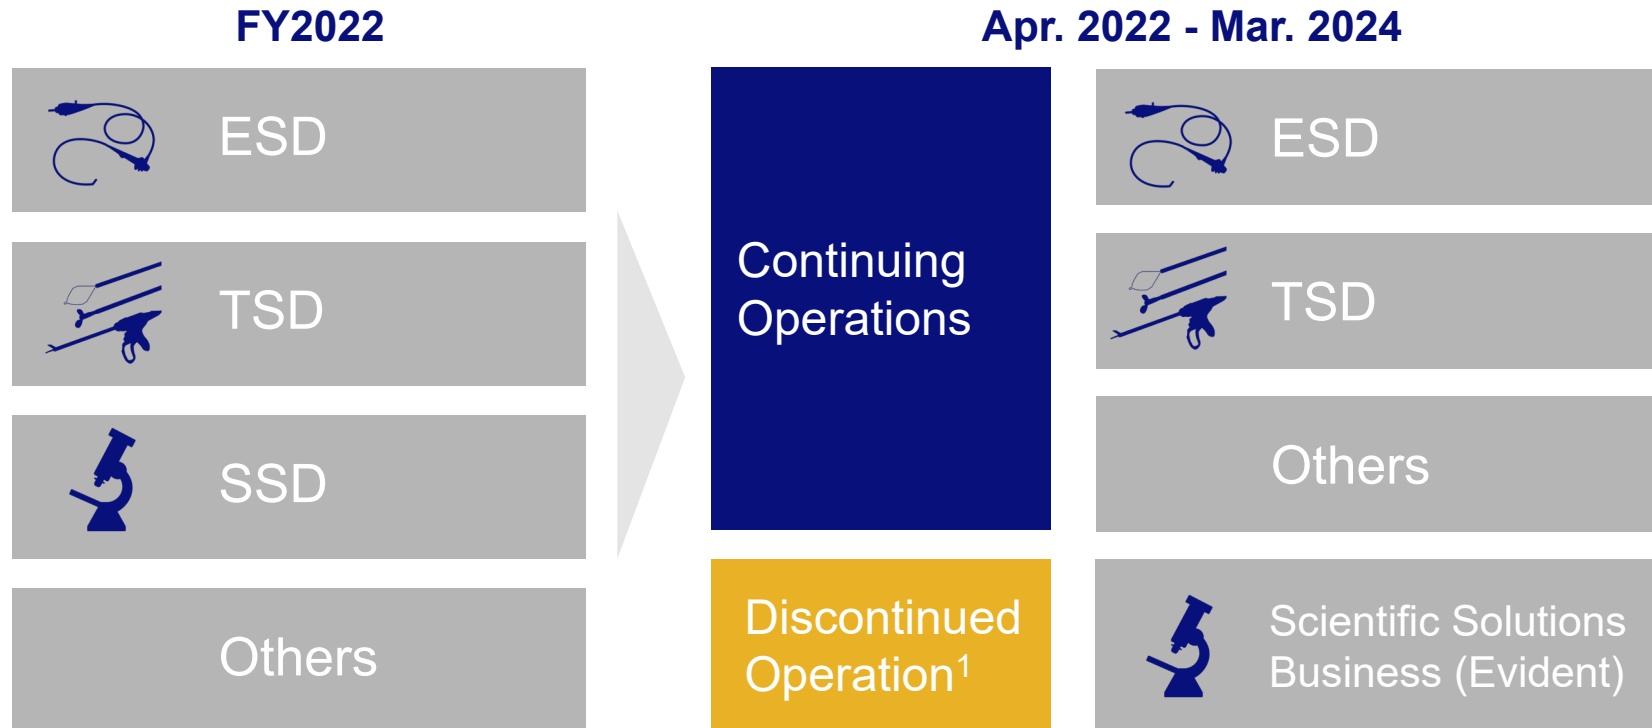 FY2022
ESD
TSD
SSD
Others
Apr. 2022 - Mar. 2024
Continuing
Operations
ESD
TSD
Others
Discontinued
Operation¹
Scientific Solutions
Business (Evident)